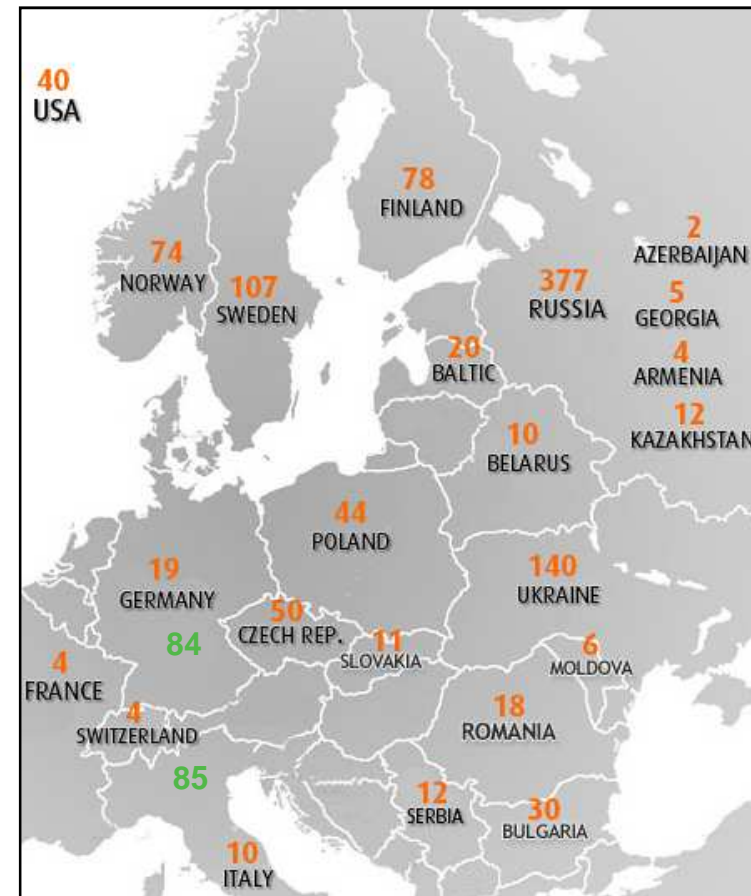 40
USA
78
FINLAND
2
AZERBAIJAN
74
NORWAY
107
SWEDEN
377
RUSSIA
5
GEORGIA
20
BALTIC
4
ARMENIA
12
KAZAKHSTAN
10
BELARUS
44
POLAND
19
GERMANY
140
UKRAINE
50
CZECH REP.
84
11
SLOVAKIA
6
MOLDOVA
4
FRANCE
4
SWITZERLAND
18
ROMANIA
85
12
SERBIA
30
BULGARIA
10
ITALY